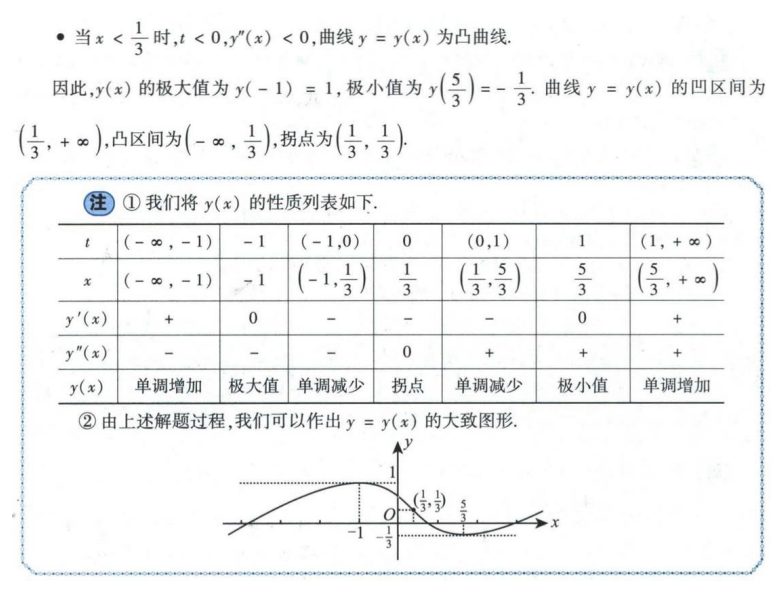 • 当 x < 1/3 时,t < 0,y″(x) < 0,曲线 y = y(x) 为凸曲线.
因此,y(x) 的极大值为 y(-1) = 1,极小值为 y(5/3) = -1/3. 曲线 y = y(x) 的凹区间为
(1/3, +∞),凸区间为(-∞, 1/3),拐点为(1/3, 1/3).
注 ① 我们将 y(x) 的性质列表如下.
t (-∞, -1) -1 (-1,0) 0 (0,1) 1 (1, +∞)
x (-∞, -1) -1 (-1, 1/3) 1/3 (1/3, 5/3) 5/3 (5/3, +∞)
y′(x) + 0 - - - 0 +
y″(x) - - - 0 + + +
y(x) 单调增加 极大值 单调减少 拐点 单调减少 极小值 单调增加
② 由上述解题过程,我们可以作出 y = y(x) 的大致图形.
y
1
(1/3, 1/3) 5/3
O x
-1 -1/3